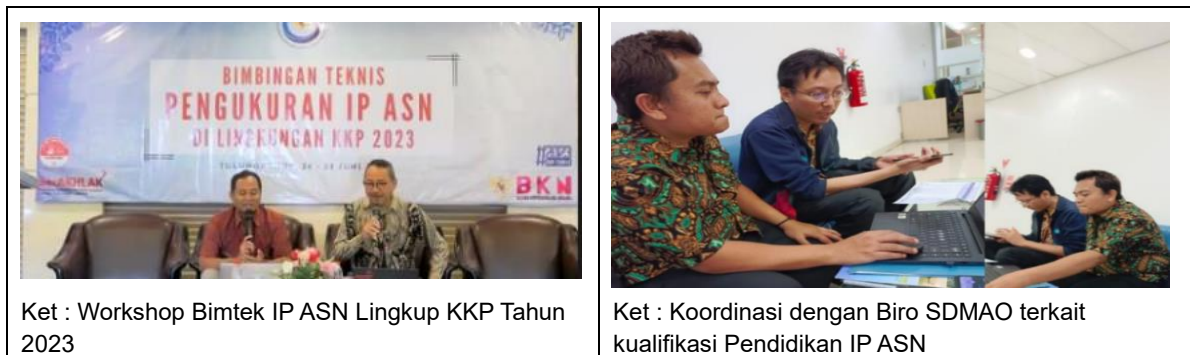 BIMBINGAN TEKNIS
PENGUKURAN IP ASN
DI LINGKUNGAN KKP 2023
AKHLAK
BKN
Ket : Workshop Bimtek IP ASN Lingkup KKP Tahun
2023
Ket : Koordinasi dengan Biro SDMAO terkait
kualifikasi Pendidikan IP ASN